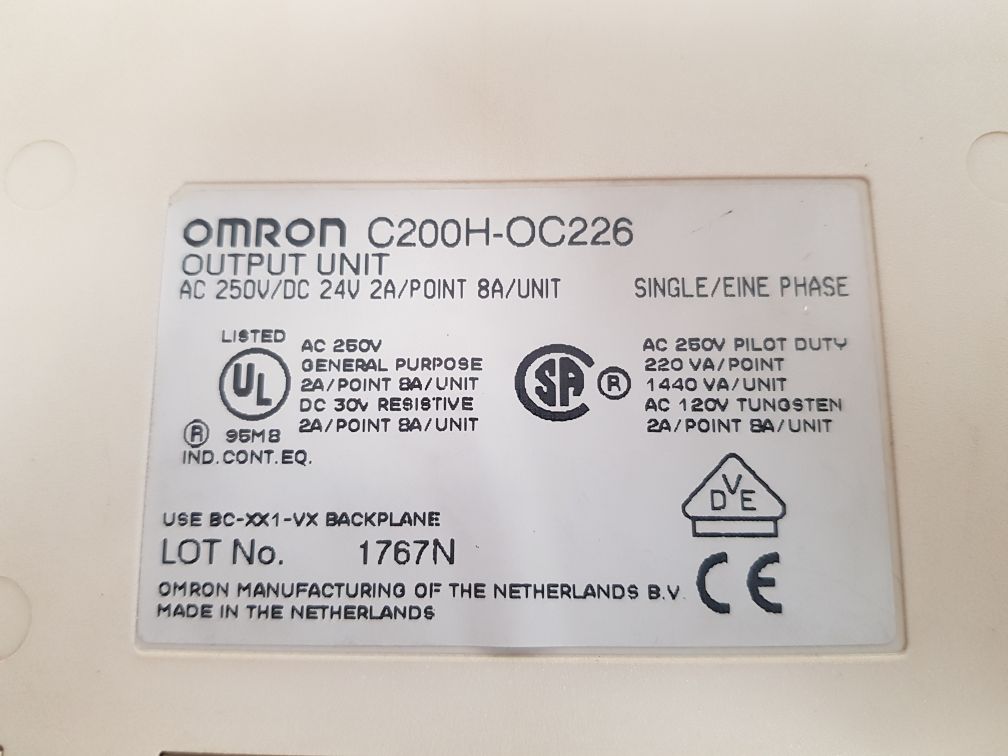 OMRON C200H-OC226
OUTPUT UNIT
AC 250V/DC 24V 2A/POINT 8A/UNIT SINGLE/EINE PHASE
LISTED
UL
® 95M8
IND.CONT.EQ.
AC 250V
GENERAL PURPOSE
2A/POINT 8A/UNIT
DC 30V RESISTIVE
2A/POINT 8A/UNIT
SA ®
AC 250V PILOT DUTY
220 VA/POINT
1440 VA/UNIT
AC 120V TUNGSTEN
2A/POINT 8A/UNIT
DVE
USE BC-XX1-VX BACKPLANE
LOT No. 1767N
CE
OMRON MANUFACTURING OF THE NETHERLANDS B.V.
MADE IN THE NETHERLANDS